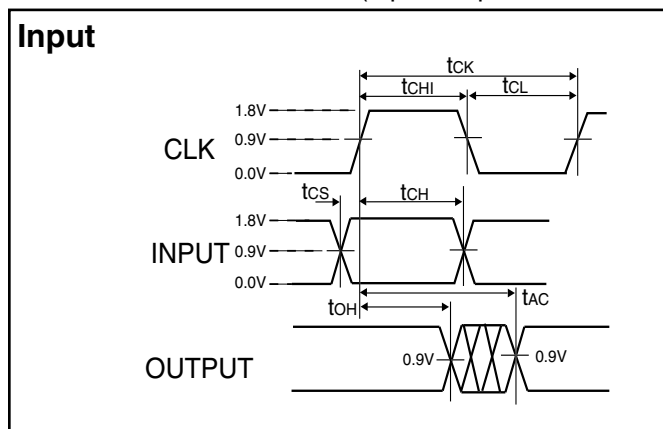 Input
tCK
tCHI tCL
1.8V
CLK 0.9V
0.0V
tCS tCH
1.8V
INPUT 0.9V
0.0V
tAC
tOH
0.9V 0.9V
OUTPUT